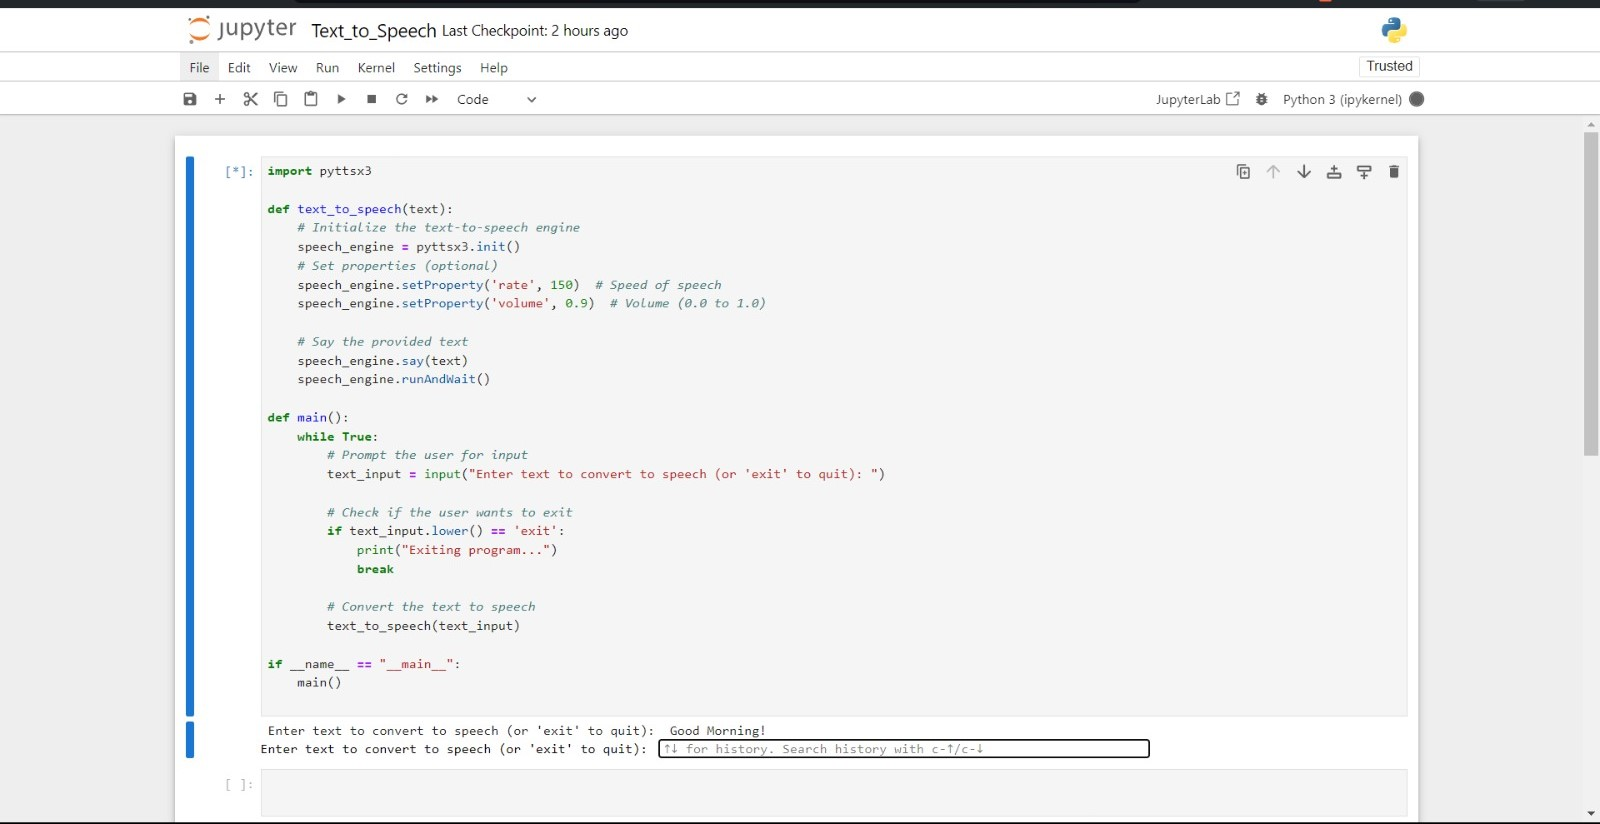 jupyter Text_to_Speech Last Checkpoint: 2 hours ago
File Edit View Run Kernel Settings Help Trusted
Code JupyterLab Python 3 (ipykernel)
[*]: import pyttsx3
def text_to_speech(text):
# Initialize the text-to-speech engine
speech_engine = pyttsx3.init()
# Set properties (optional)
speech_engine.setProperty('rate', 150)  # Speed of speech
speech_engine.setProperty('volume', 0.9)  # Volume (0.0 to 1.0)
# Say the provided text
speech_engine.say(text)
speech_engine.runAndWait()
def main():
while True:
# Prompt the user for input
text_input = input("Enter text to convert to speech (or 'exit' to quit): ")
# Check if the user wants to exit
if text_input.lower() == 'exit':
print("Exiting program...")
break
# Convert the text to speech
text_to_speech(text_input)
if __name__ == "__main__":
main()
Enter text to convert to speech (or 'exit' to quit):  Good Morning!
Enter text to convert to speech (or 'exit' to quit): ↑↓ for history. Search history with c-↑/c-↓
[ ]: